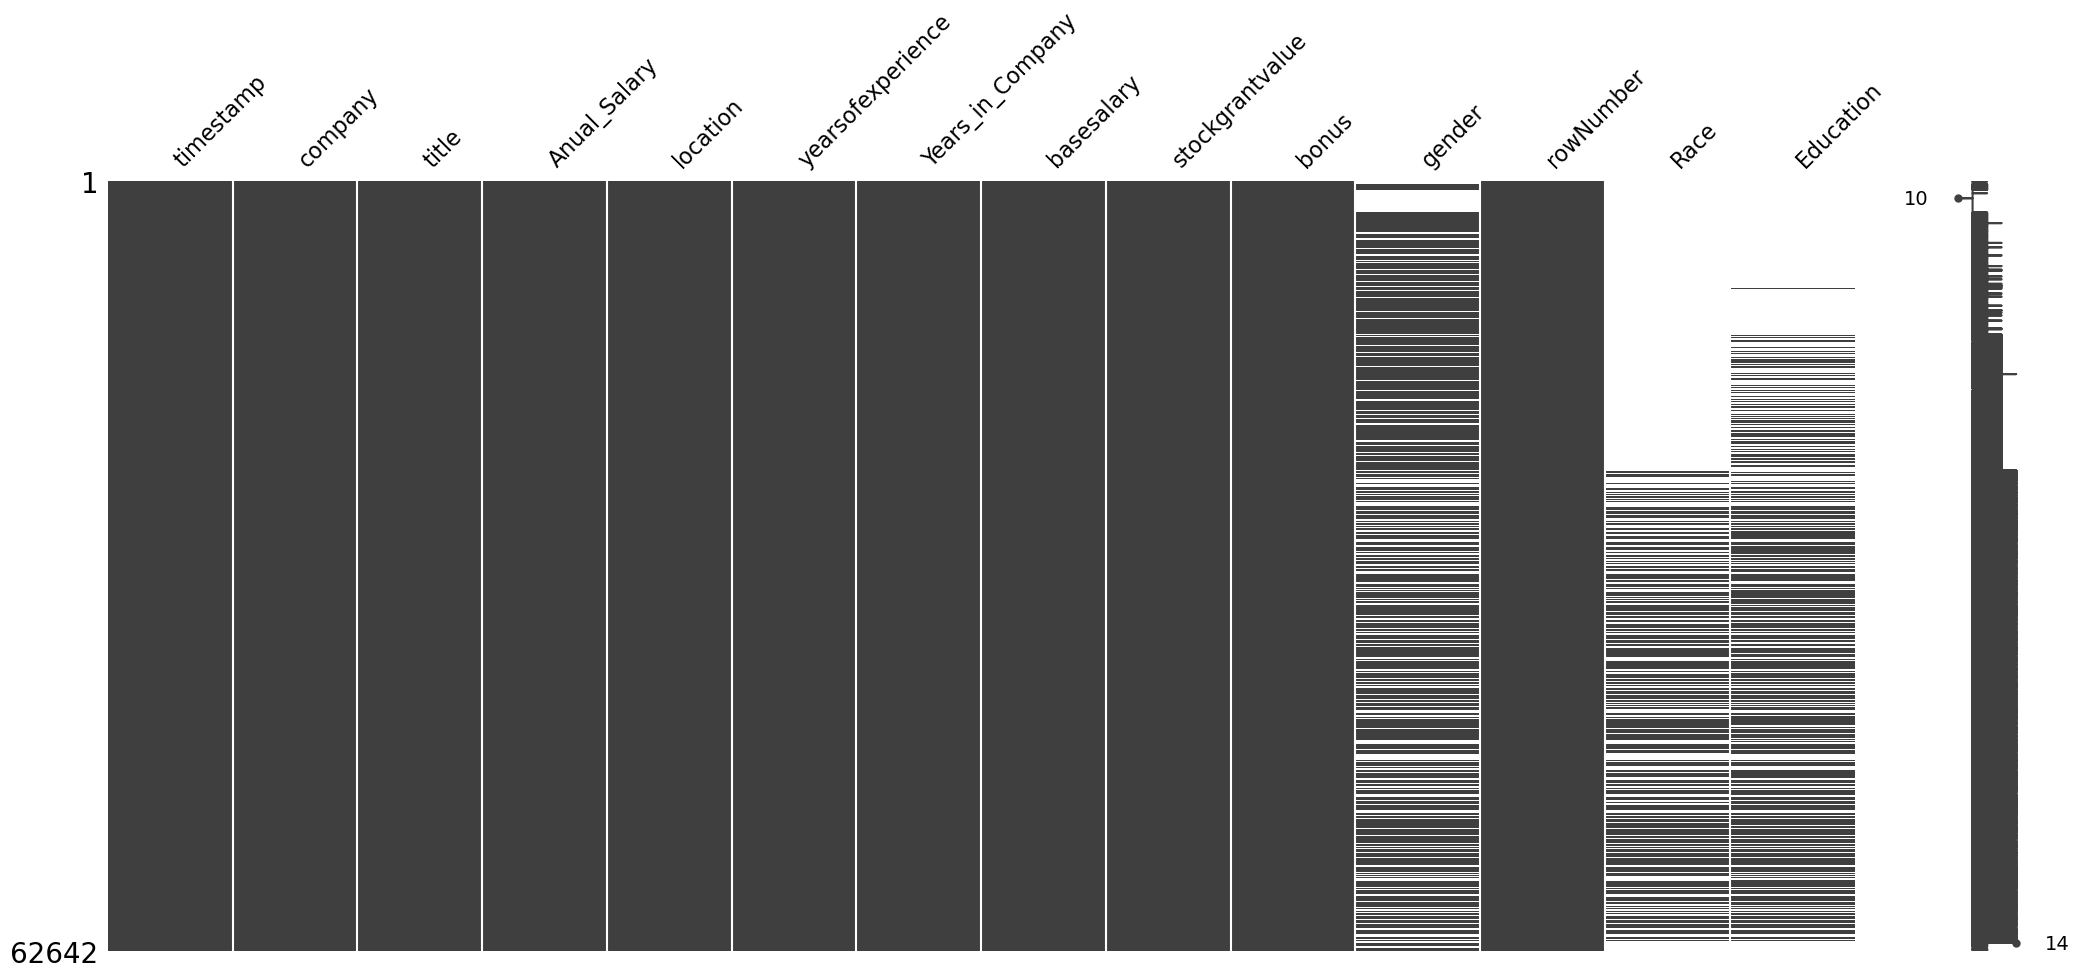 timestamp
company
title
Anual_Salary
location
yearsofexperience
Years_in_Company
basesalary
stockgrantvalue
bonus
gender
rowNumber
Race
Education
1
10
62642
14